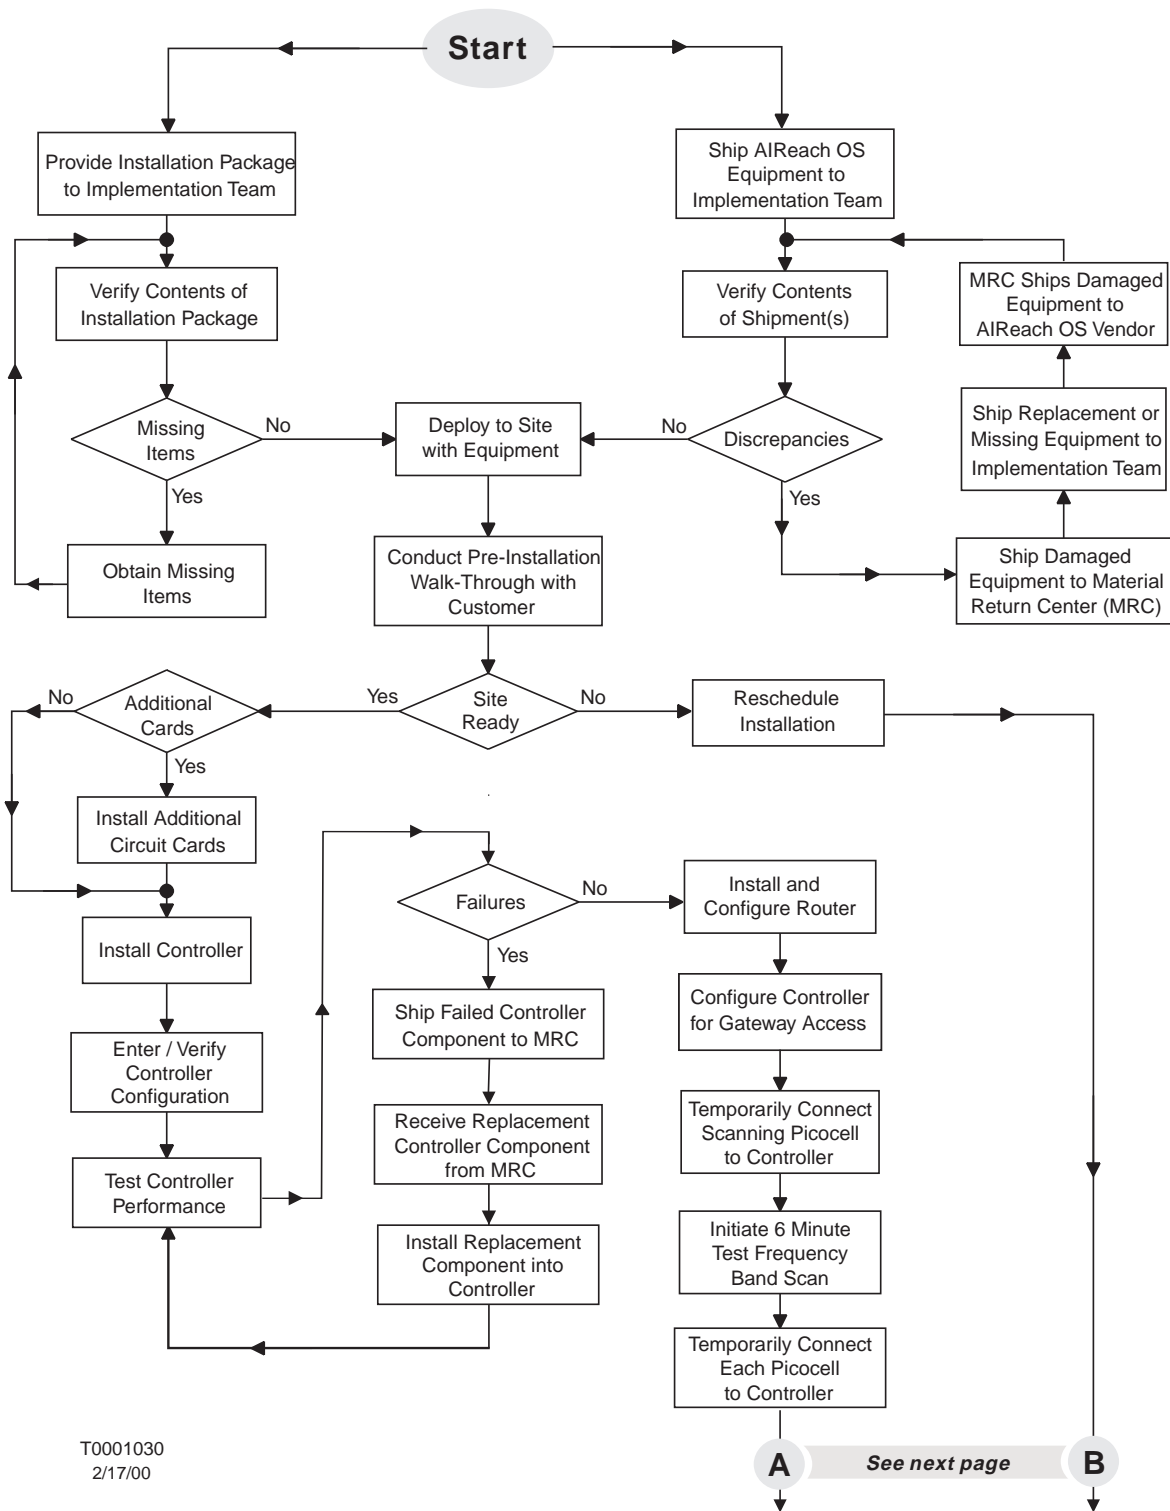 Start
Provide Installation Package
to Implementation Team
Ship AIReach OS
Equipment to
Implementation Team
Verify Contents of
Installation Package
Verify Contents
of Shipment(s)
MRC Ships Damaged
Equipment to
AIReach OS Vendor
Missing
Items
No
Yes
Deploy to Site
with Equipment
No
Discrepancies
Yes
Ship Replacement or
Missing Equipment to
Implementation Team
Obtain Missing
Items
Conduct Pre-Installation
Walk-Through with
Customer
Ship Damaged
Equipment to Material
Return Center (MRC)
No
Additional
Cards
Yes
Yes
Site
Ready
No
Reschedule
Installation
Install Additional
Circuit Cards
Failures
No
Yes
Install and
Configure Router
Install Controller
Ship Failed Controller
Component to MRC
Configure Controller
for Gateway Access
Enter / Verify
Controller
Configuration
Receive Replacement
Controller Component
from MRC
Temporarily Connect
Scanning Picocell
to Controller
Test Controller
Performance
Install Replacement
Component into
Controller
Initiate 6 Minute
Test Frequency
Band Scan
Temporarily Connect
Each Picocell
to Controller
T0001030
2/17/00
A
See next page
B